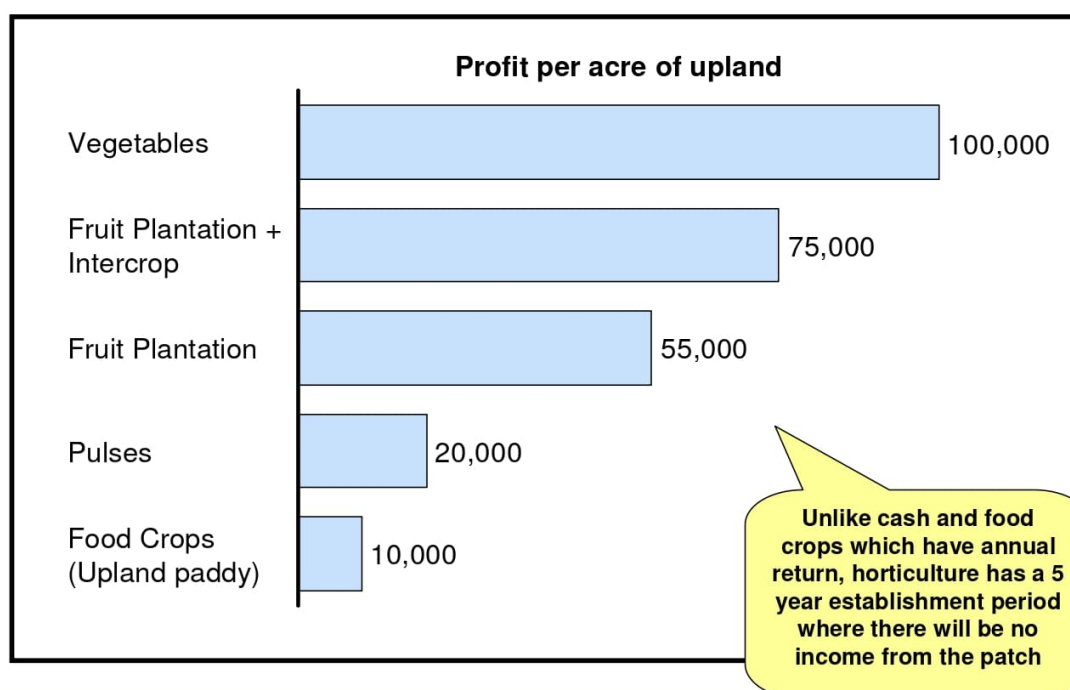 Profit per acre of upland
Vegetables
100,000
Fruit Plantation +
Intercrop
75,000
Fruit Plantation
55,000
Pulses
20,000
Food Crops
(Upland paddy)
10,000
Unlike cash and food
crops which have annual
return, horticulture has a 5
year establishment period
where there will be no
income from the patch